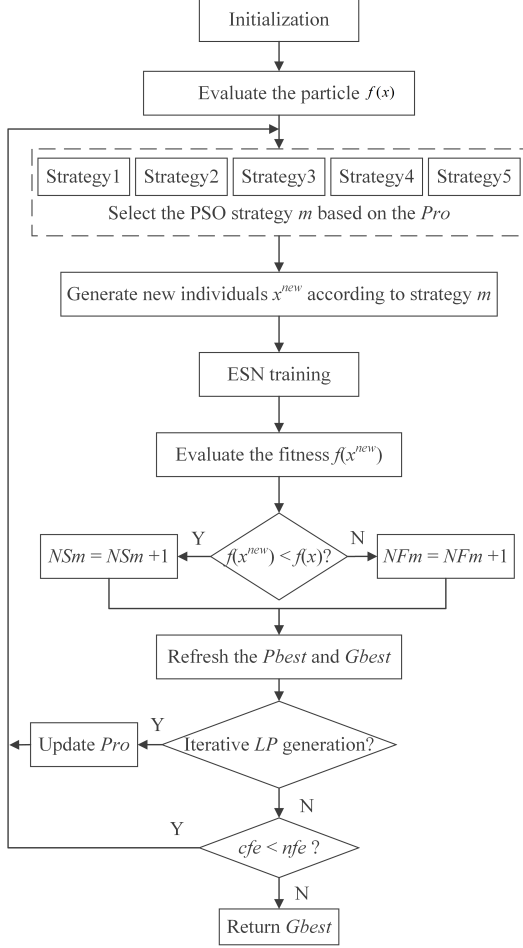 Initialization
Evaluate the particle f(x)
Strategy1 Strategy2 Strategy3 Strategy4 Strategy5
Select the PSO strategy m based on the Pro
Generate new individuals x^new according to strategy m
ESN training
Evaluate the fitness f(x^new)
Y N
NSm = NSm +1 f(x^new) < f(x)? NFm = NFm +1
Refresh the Pbest and Gbest
Y
Update Pro Iterative LP generation?
N
Y
cfe < nfe ?
N
Return Gbest